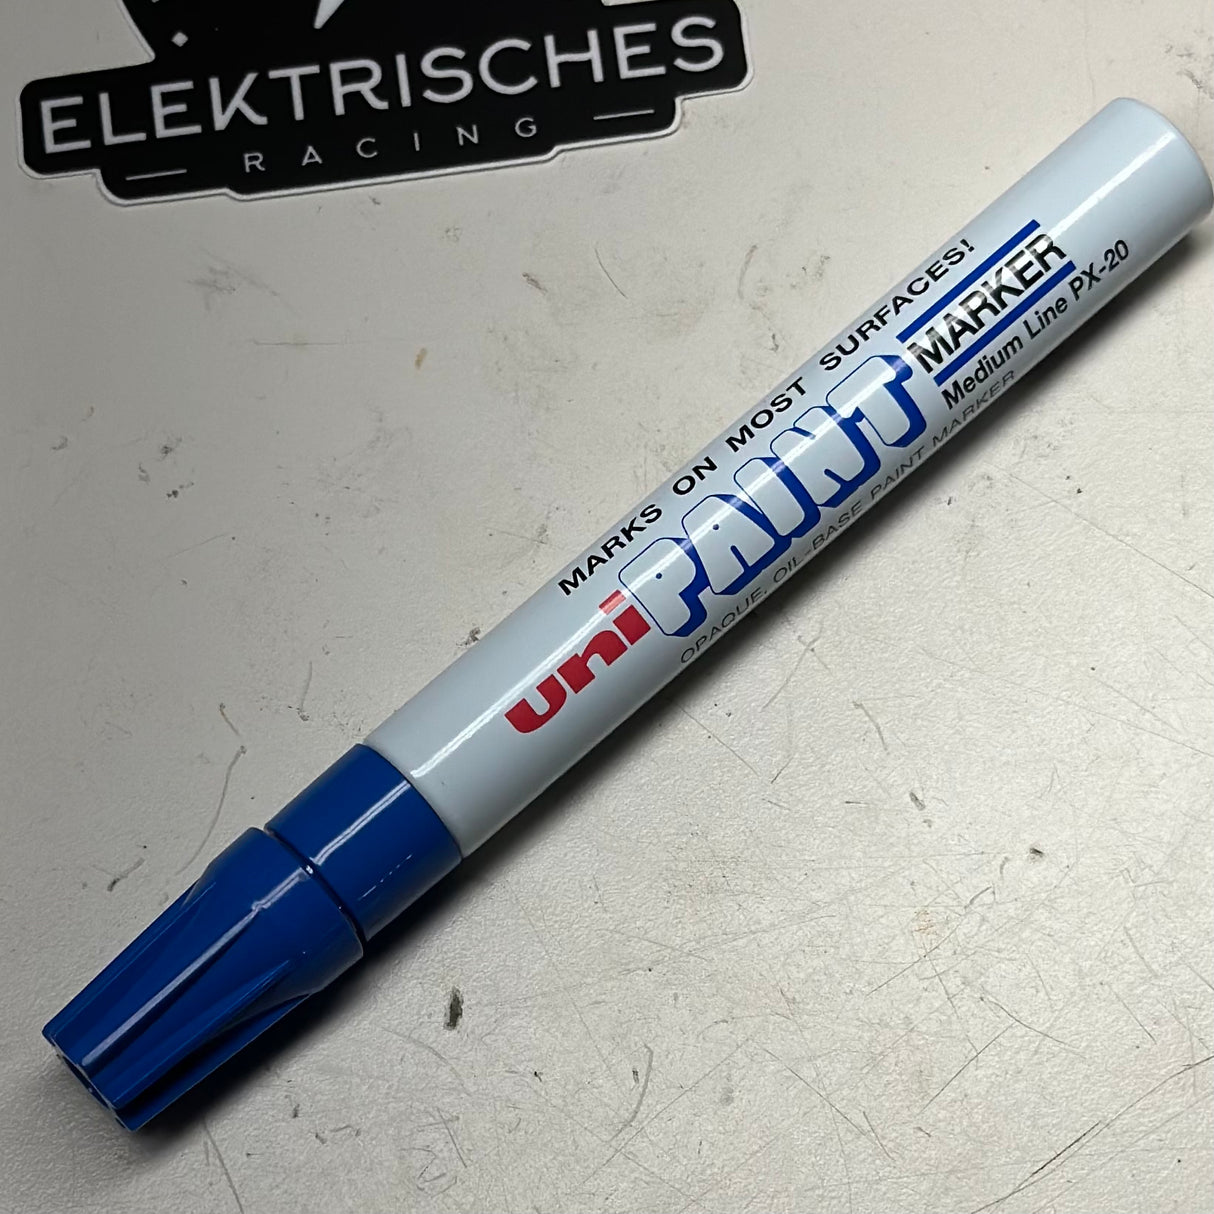 ELEKTRISCHES
RACING
MARKS ON MOST SURFACES!
uni PAINT MARKER
Medium Line PX-20
OPAQUE, OIL-BASE PAINT MARKER